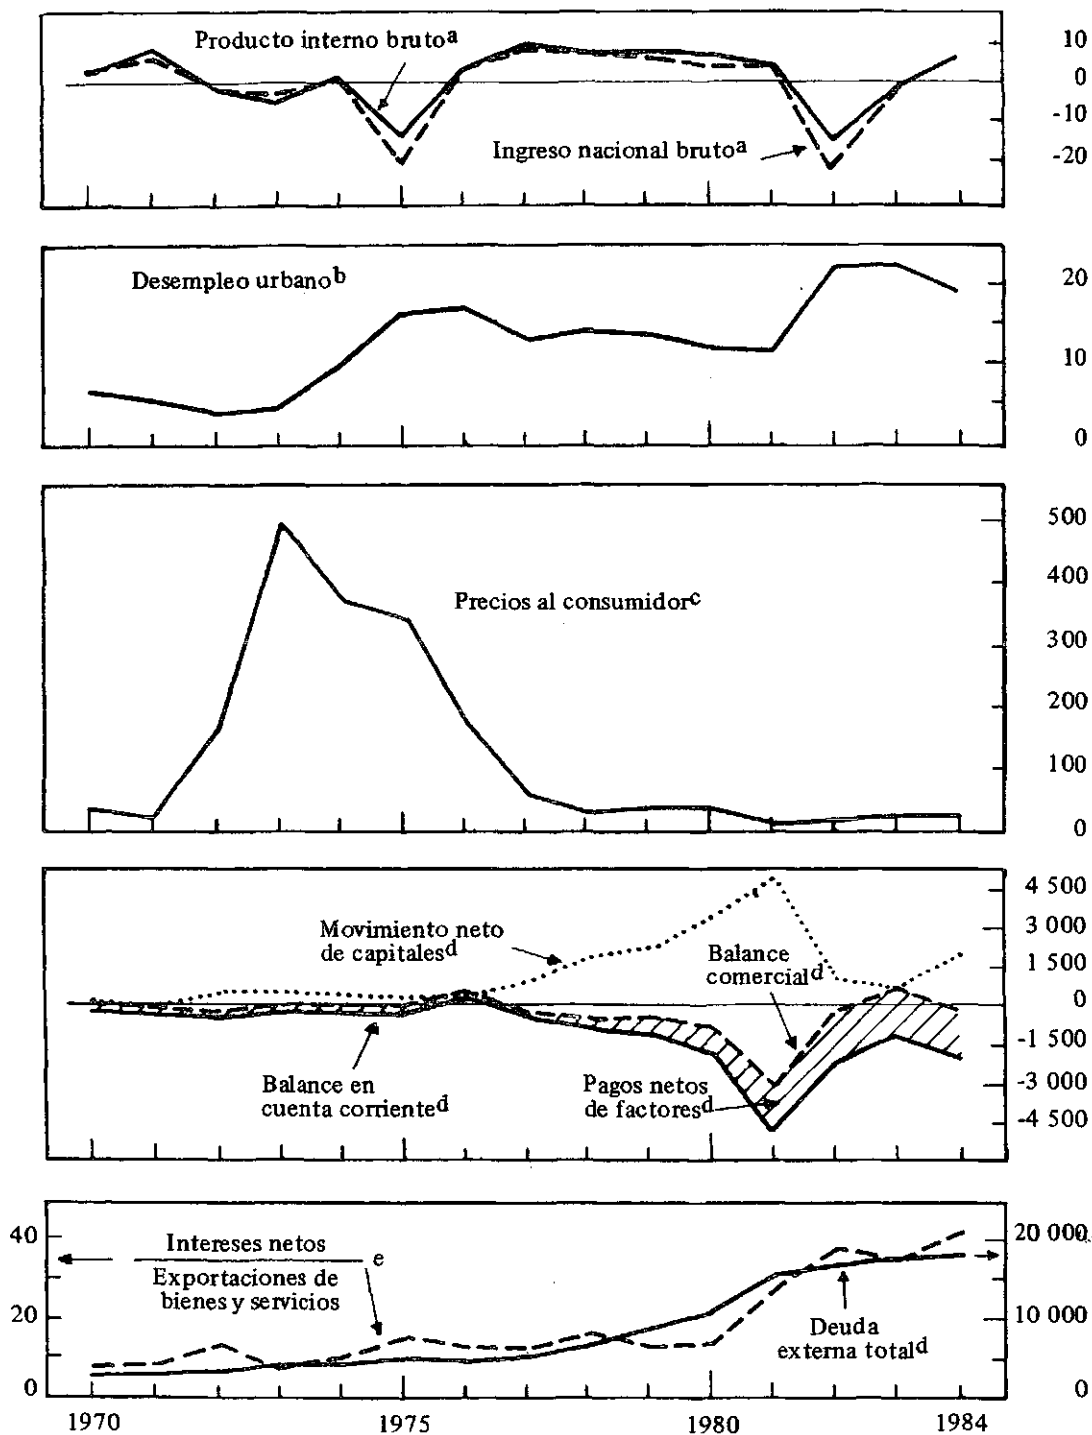 Producto interno bruto a
Ingreso nacional bruto a
10
0
-10
-20
Desempleo urbano b
20
10
0
Precios al consumidor c
500
400
300
200
100
0
Movimiento neto
de capitales d
Balance
comercial d
Balance en
cuenta corriente d
Pagos netos
de factores d
4 500
3 000
1 500
0
-1 500
-3 000
-4 500
40
20
0
Intereses netos
Exportaciones de
bienes y servicios
e
Deuda
externa total d
20 000
10 000
0
1970
1975
1980
1984